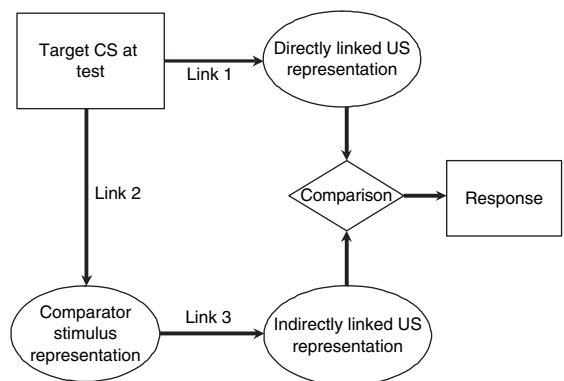 Target CS at
test
Link 1
Directly linked US
representation
Link 2
Comparison
Response
Comparator
stimulus
representation
Link 3
Indirectly linked US
representation